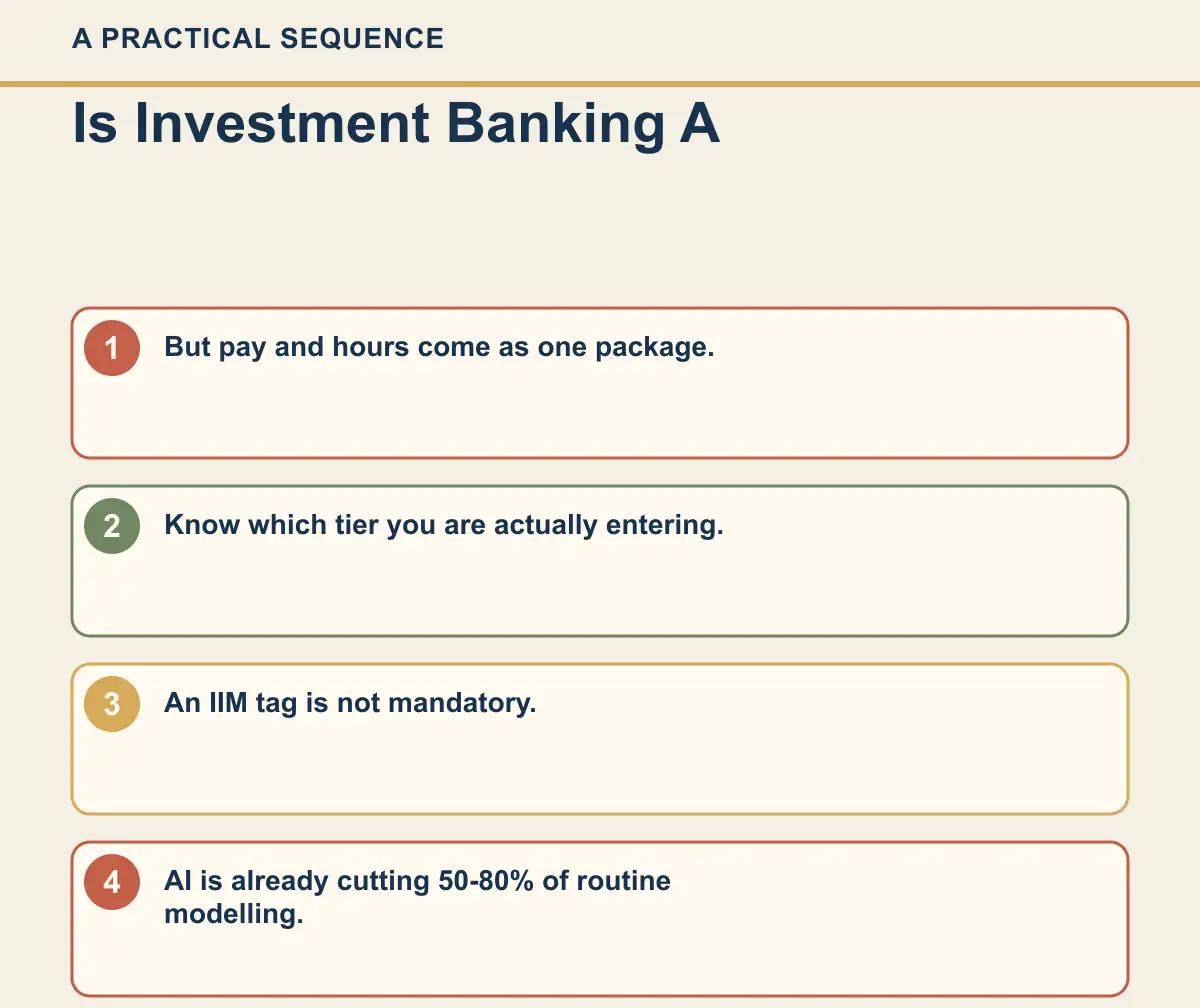 A PRACTICAL SEQUENCE
Is Investment Banking A
1
But pay and hours come as one package.
2
Know which tier you are actually entering.
3
An IIM tag is not mandatory.
4
AI is already cutting 50-80% of routine
modelling.